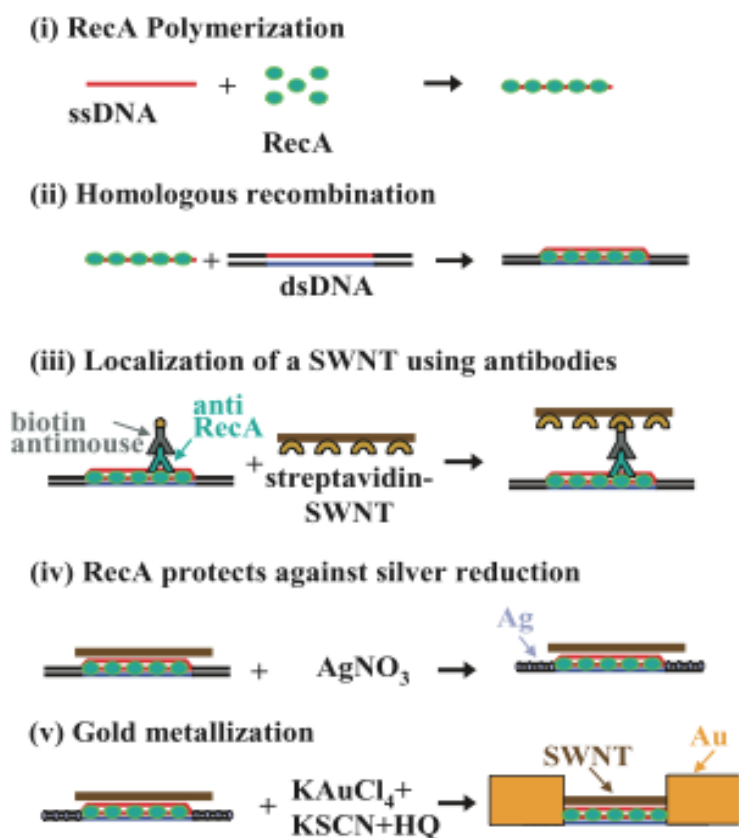 (i) RecA Polymerization
+
ssDNA
RecA
(ii) Homologous recombination
+
dsDNA
(iii) Localization of a SWNT using antibodies
biotin
antimouse
anti
RecA
+
streptavidin-
SWNT
(iv) RecA protects against silver reduction
Ag
+ AgNO₃
(v) Gold metallization
SWNT
Au
+ KAuCl₄+
KSCN+HQ